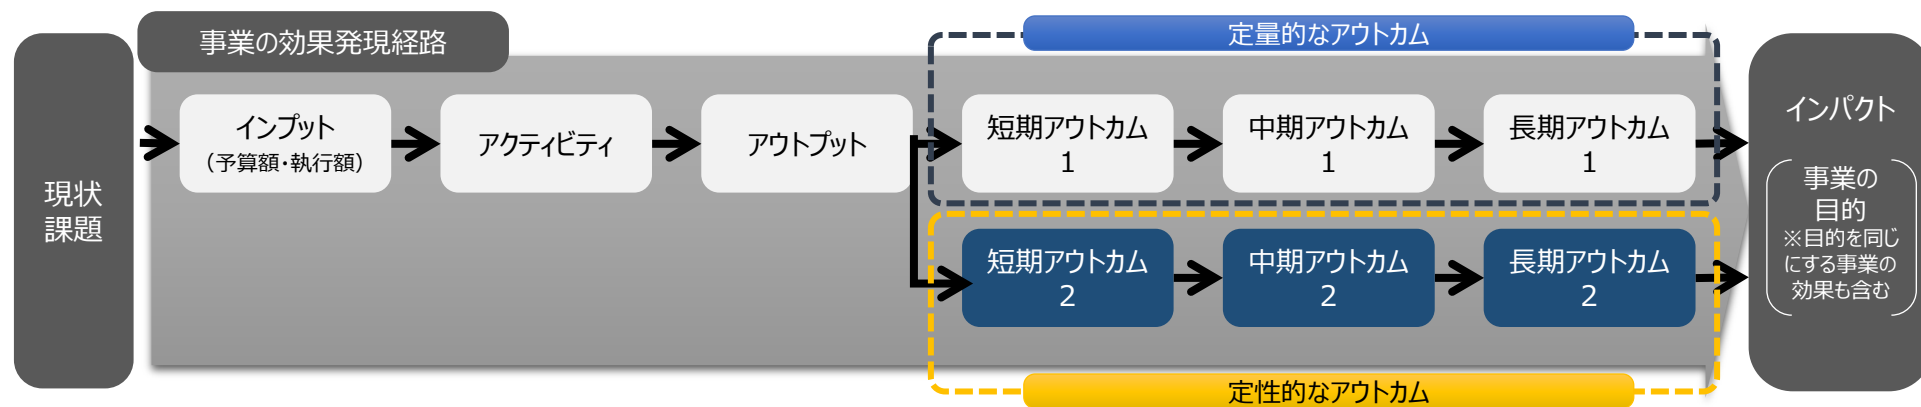 事業の効果発現経路
定量的なアウトカム
現状
課題
インプット
（予算額・執行額）
アクティビティ
アウトプット
短期アウトカム
1
中期アウトカム
1
長期アウトカム
1
短期アウトカム
2
中期アウトカム
2
長期アウトカム
2
定性的なアウトカム
インパクト
事業の
目的
※目的を同じ
にする事業の
効果も含む